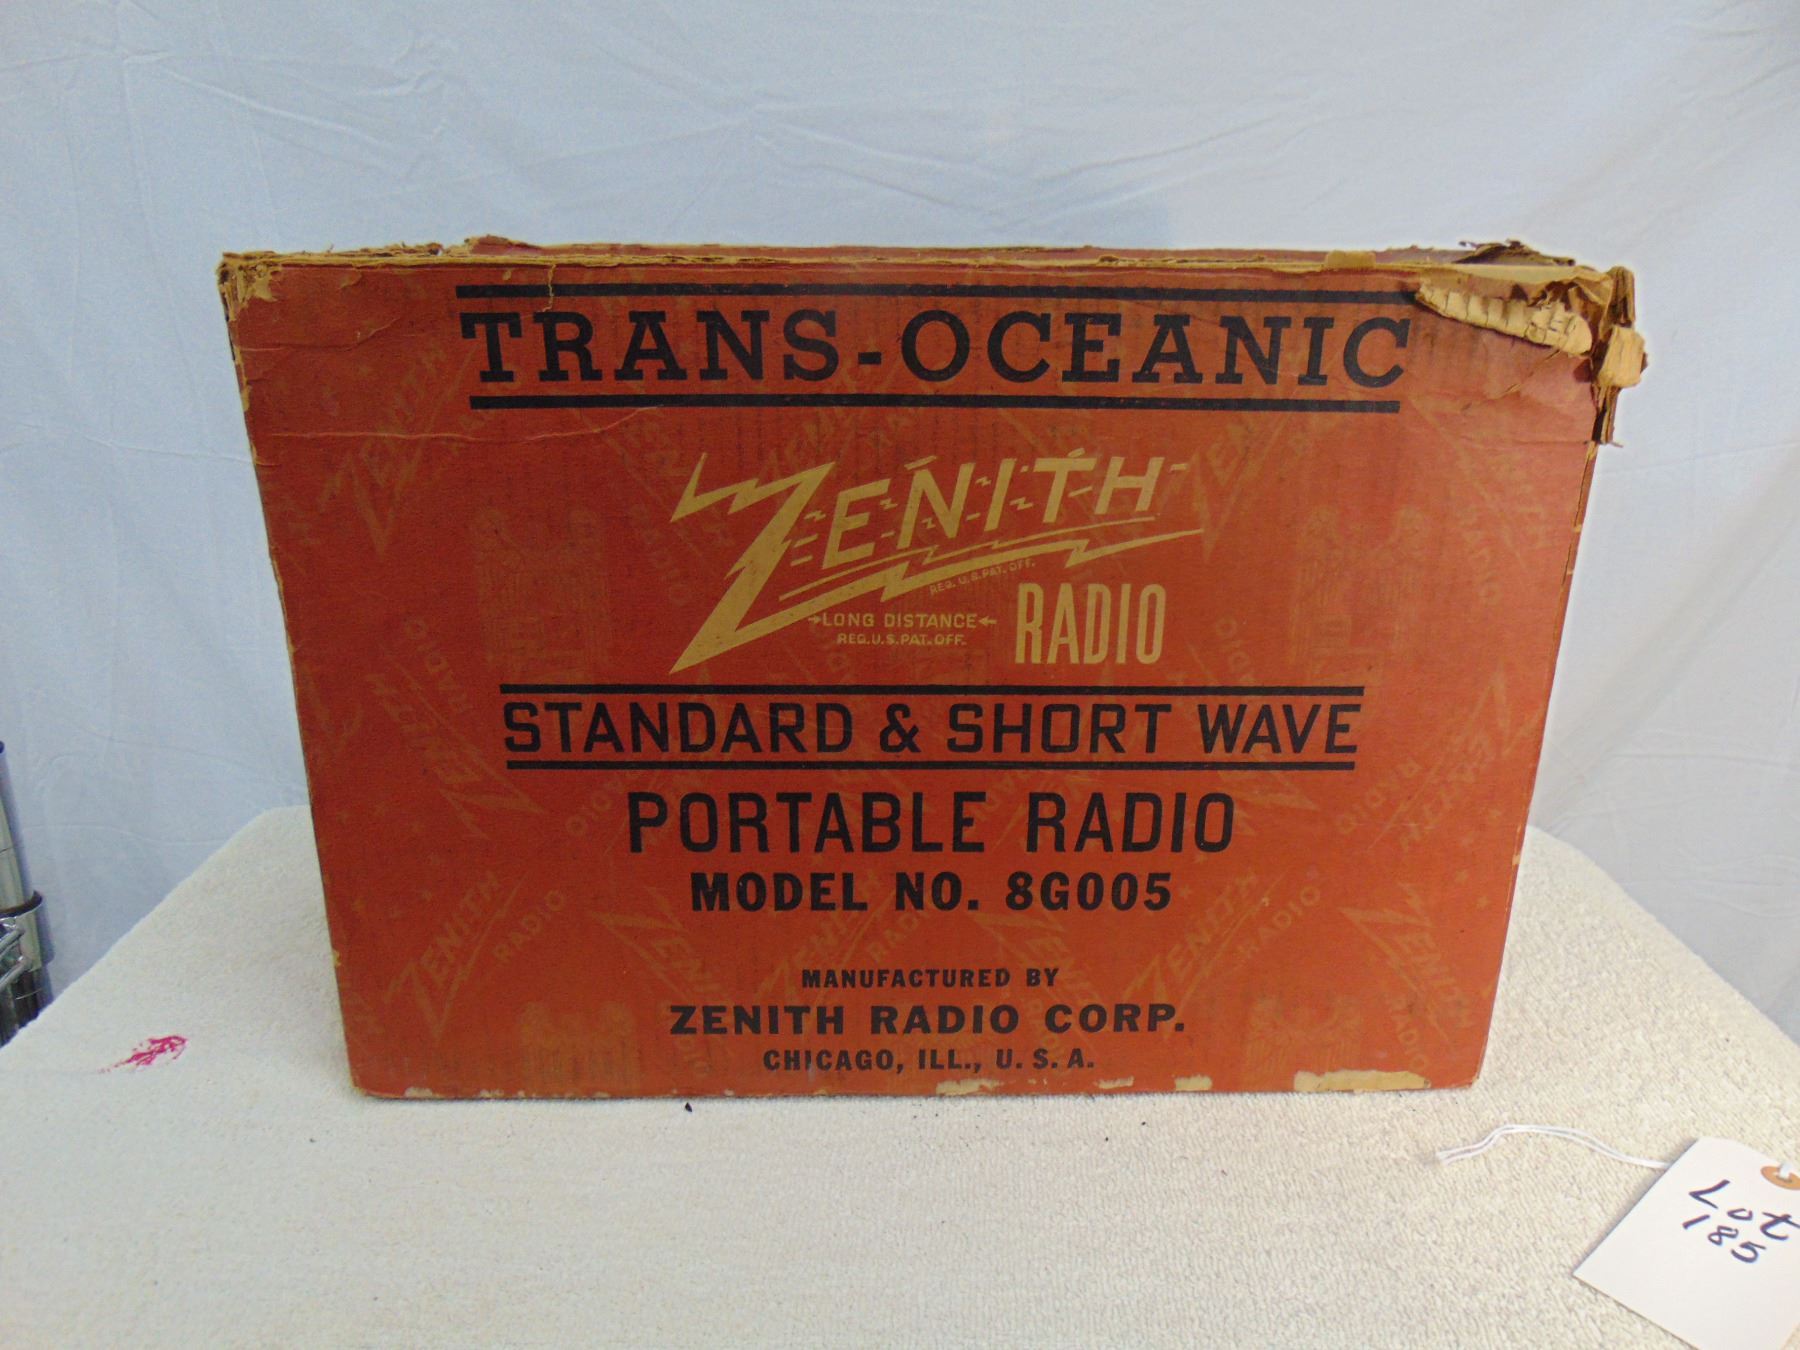 TRANS-OCEANIC
ZENITH
REG. U.S. PAT. OFF.
→LONG DISTANCE←
REG.U.S.PAT.OFF.
RADIO
STANDARD & SHORT WAVE
PORTABLE RADIO
MODEL NO. 8G005
MANUFACTURED BY
ZENITH RADIO CORP.
CHICAGO, ILL., U. S. A.
Lot
185